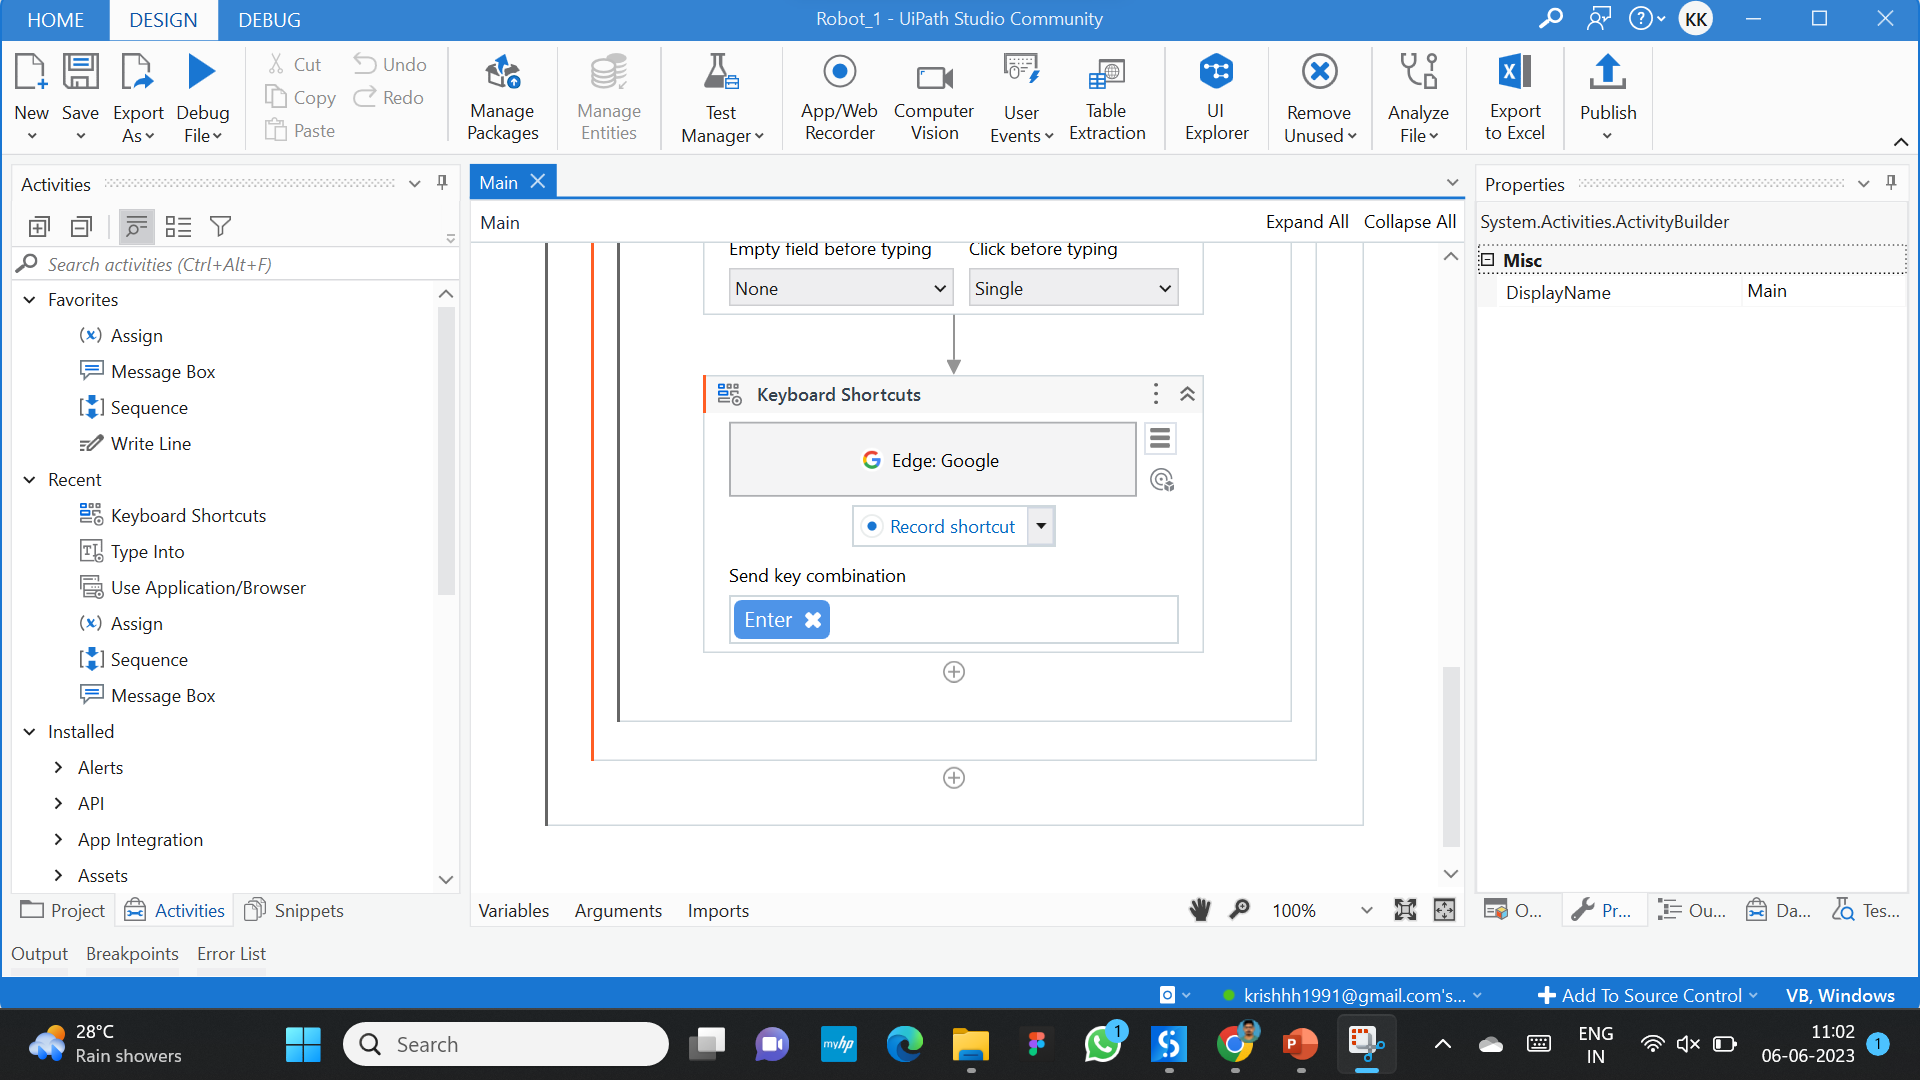 HOME DESIGN DEBUG
Robot_1 - UiPath Studio Community
KK
New
Save
Export As
Debug File
Cut
Copy
Paste
Undo
Redo
Manage Packages
Manage Entities
Test Manager
App/Web Recorder
Computer Vision
User Events
Table Extraction
UI Explorer
Remove Unused
Analyze File
Export to Excel
Publish
Activities
Search activities (Ctrl+Alt+F)
Favorites
Assign
Message Box
Sequence
Write Line
Recent
Keyboard Shortcuts
Type Into
Use Application/Browser
Assign
Sequence
Message Box
Installed
Alerts
API
App Integration
Assets
Project Activities Snippets
Main
Main
Expand All Collapse All
Empty field before typing Click before typing
None Single
Keyboard Shortcuts
Edge: Google
Record shortcut
Send key combination
Enter
Variables Arguments Imports
100%
Properties
System.Activities.ActivityBuilder
Misc
DisplayName Main
O... Pr... Ou... Da... Tes...
Output Breakpoints Error List
krishhh1991@gmail.com's...
Add To Source Control
VB, Windows
28°C
Rain showers
Search
myhp
1
ENG
IN
11:02
06-06-2023
1